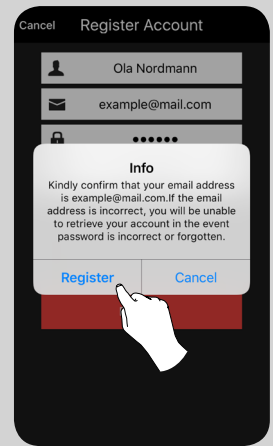 Cancel Register Account
Ola Nordmann
example@mail.com
••••••
Info
Kindly confirm that your email address
is example@mail.com.If the email
address is incorrect, you will be unable
to retrieve your account in the event
password is incorrect or forgotten.
Register Cancel